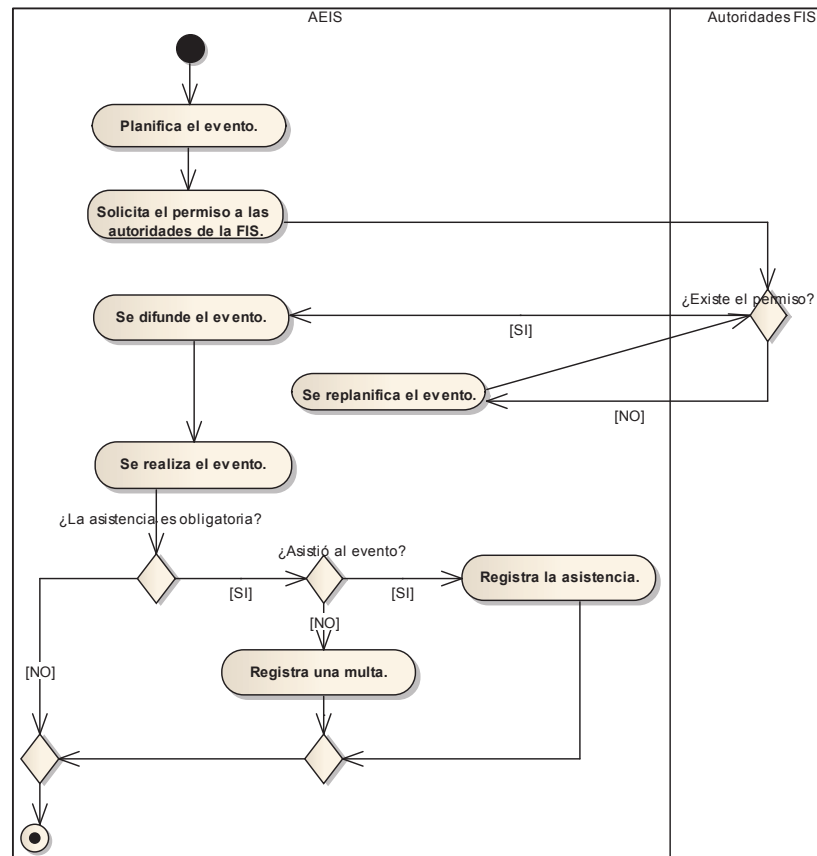 AEIS
Autoridades FIS
Planifica el evento.
Solicita el permiso a las
autoridades de la FIS.
¿Existe el permiso?
Se difunde el evento.
[SI]
Se replanifica el evento.
[NO]
Se realiza el evento.
¿La asistencia es obligatoria?
¿Asistió al evento?
Registra la asistencia.
[SI]
[SI]
[NO]
[NO]
Registra una multa.